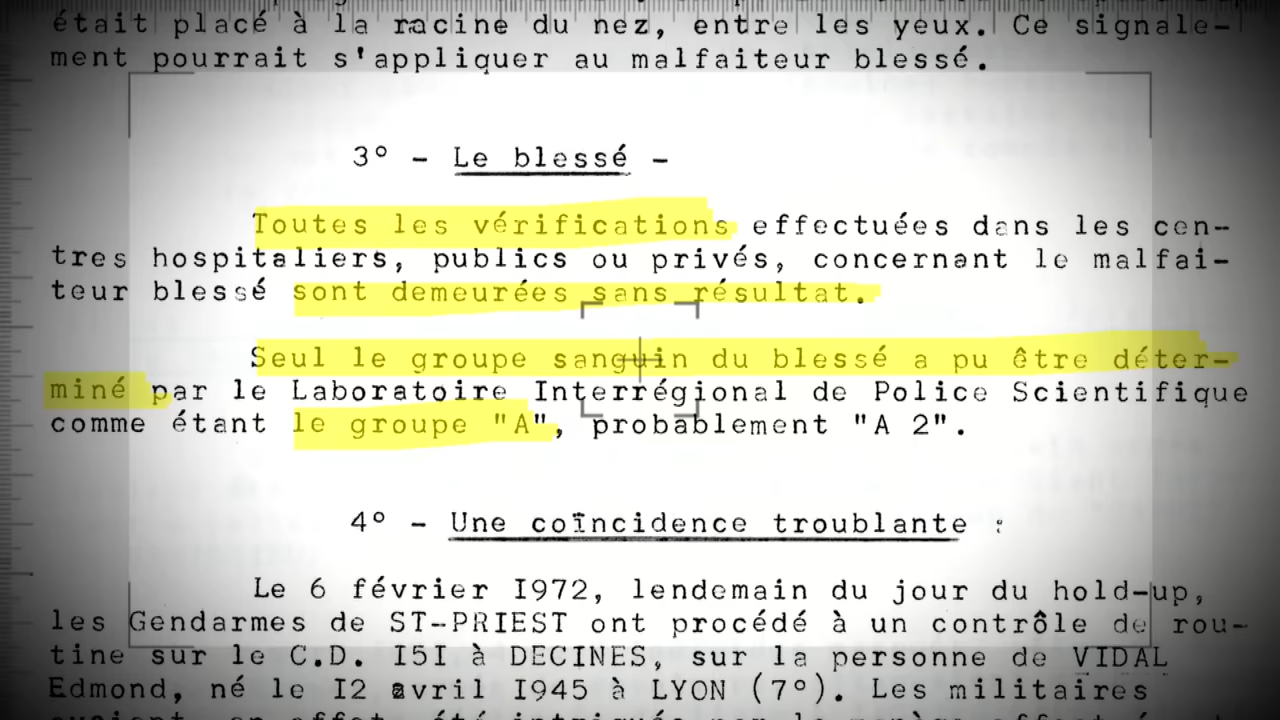 était placé à la racine du nez, entre les yeux. Ce signale-
ment pourrait s'appliquer au malfaiteur blessé.
3° - Le blessé -
Toutes les vérifications effectuées dans les cen-
tres hospitaliers, publics ou privés, concernant le malfai-
teur blessé sont demeurées sans résultat.
Seul le groupe sanguin du blessé a pu être déter-
miné par le Laboratoire Interrégional de Police Scientifique
comme étant le groupe "A", probablement "A 2".
4° - Une coïncidence troublante :
Le 6 février I972, lendemain du jour du hold-up,
les Gendarmes de ST-PRIEST ont procédé à un contrôle de rou-
tine sur le C.D. I5I à DECINES, sur la personne de VIDAL
Edmond, né le I2 avril I945 à LYON (7°). Les militaires